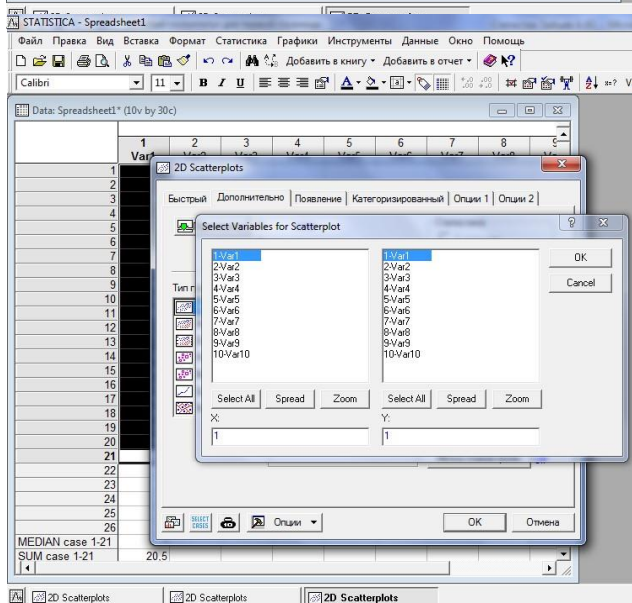 STATISTICA - Spreadsheet1
Файл Правка Вид Вставка Формат Статистика Графики Инструменты Данные Окно Помощь
Добавить в книгу Добавить в отчет
Calibri 11 B I U
Data: Spreadsheet1* (10v by 30c)
1 2 3 4 5 6 7 8
2D Scatterplots
Быстрый Дополнительно Появление Категоризированный Опции 1 Опции 2
Select Variables for Scatterplot
1-Var1 1-Var1 OK
2-Var2 2-Var2
3-Var3 3-Var3 Cancel
4-Var4 4-Var4
5-Var5 5-Var5
6-Var6 6-Var6
7-Var7 7-Var7
8-Var8 8-Var8
9-Var9 9-Var9
10-Var10 10-Var10
Select All Spread Zoom Select All Spread Zoom
X: Y:
1 1
1
2
3
4
5
6
7
8
9
10
11
12
13
14
15
16
17
18
19
20
21
22
23
24
25
26
SELECT CASES Опции OK Отмена
MEDIAN case 1-21
SUM case 1-21 20,5
2D Scatterplots 2D Scatterplots 2D Scatterplots